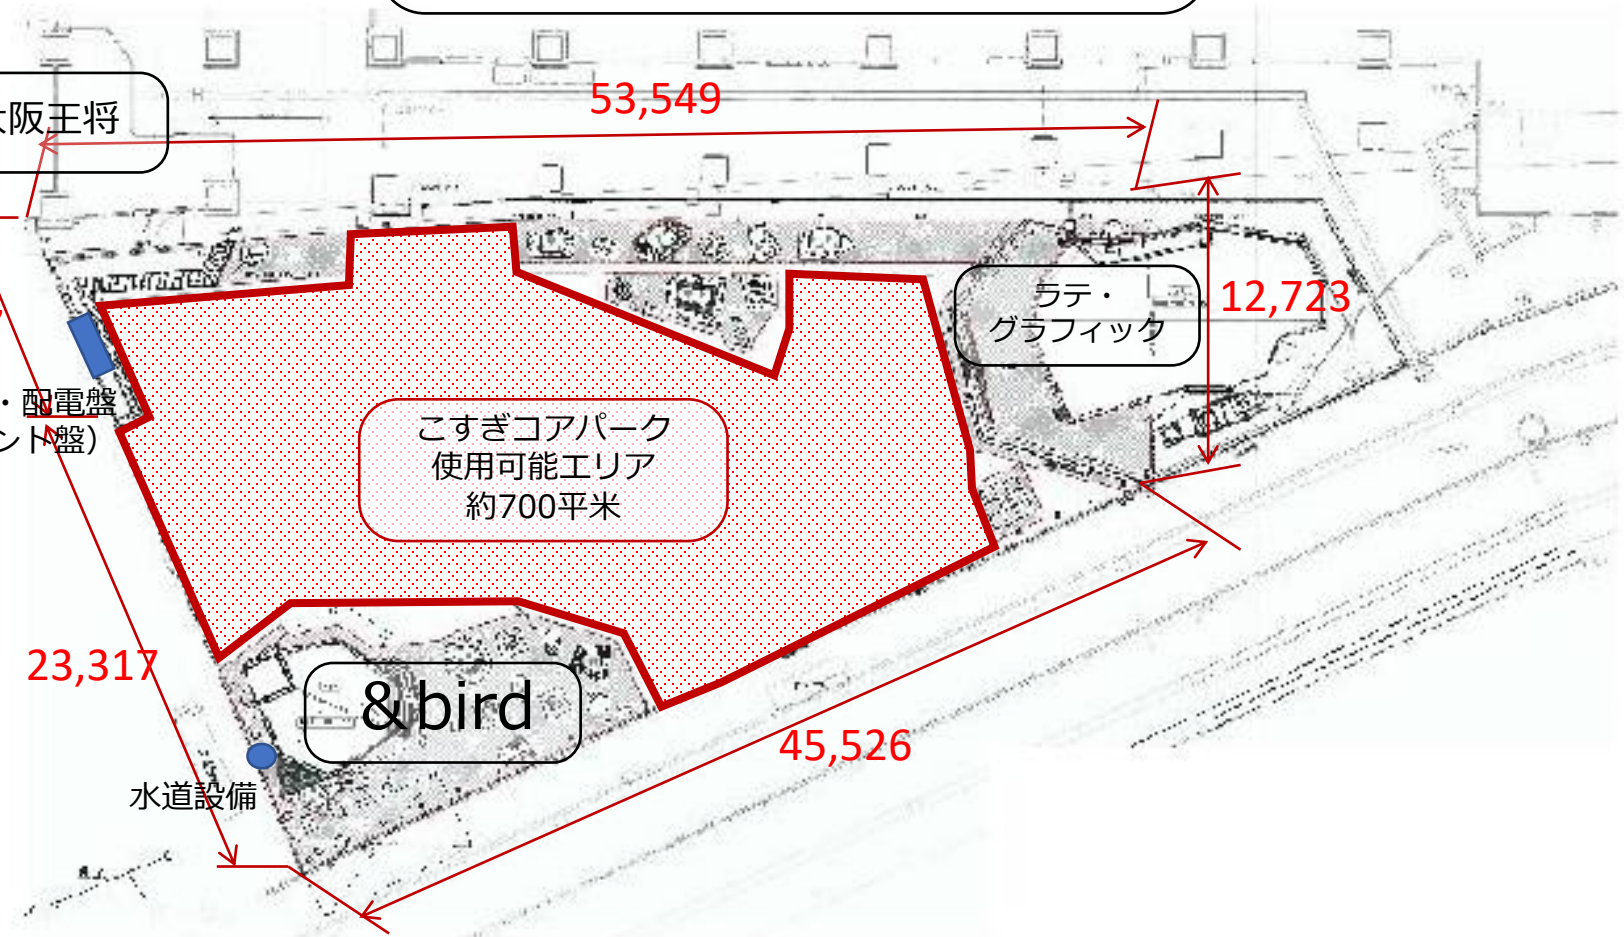 53,549
大阪王将
ラテ・
グラフィック
12,723
・配電盤
ント盤）
こすぎコアパーク
使用可能エリア
約700平米
23,317
&bird
45,526
水道設備